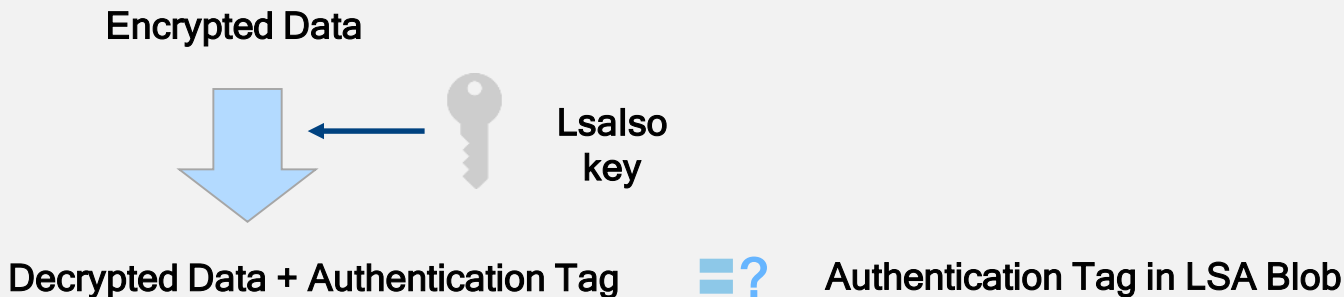 Encrypted Data
LsaIso
key
Decrypted Data + Authentication Tag =? Authentication Tag in LSA Blob